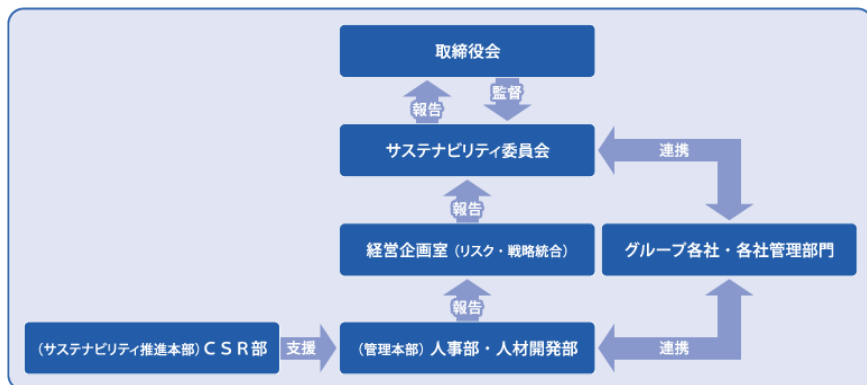 取締役会
報告
監督
サステナビリティ委員会
連携
報告
経営企画室（リスク・戦略統合）
グループ各社・各社管理部門
報告
（サステナビリティ推進本部）ＣＳＲ部
支援
（管理本部）人事部・人材開発部
連携